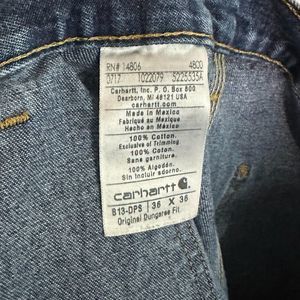 RN# 14806 4800
0717 1022079 S225535A
Carhartt, Inc. P.O. Box 600
Dearborn, MI 48121 USA
carhartt.com
Made in Mexico
Fabriqué au Mexique
Hecho en México
100% Cotton.
Exclusive of Trimming
100% Coton.
Sans garniture.
100% Algodón.
Sin incluir adorno.
carhartt
B13-DPS 36 X 36
Original Dungaree Fit